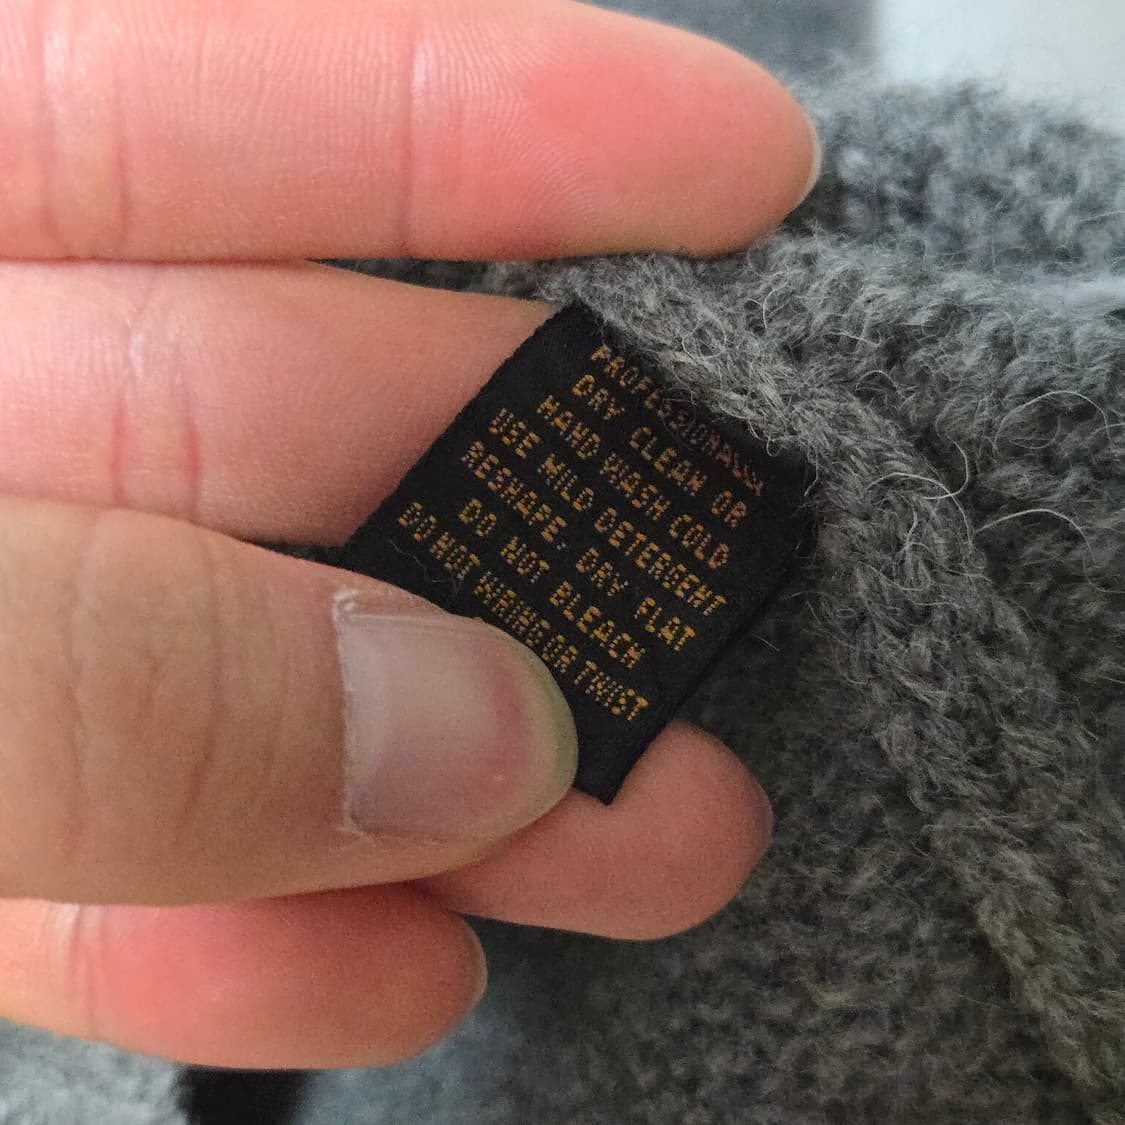 PROFESSIONALLY
DRY CLEAN OR
HAND WASH COLD
USE MILD DETERGENT
RESHAPE, DRY FLAT
DO NOT BLEACH
DO NOT WRING OR TWIST